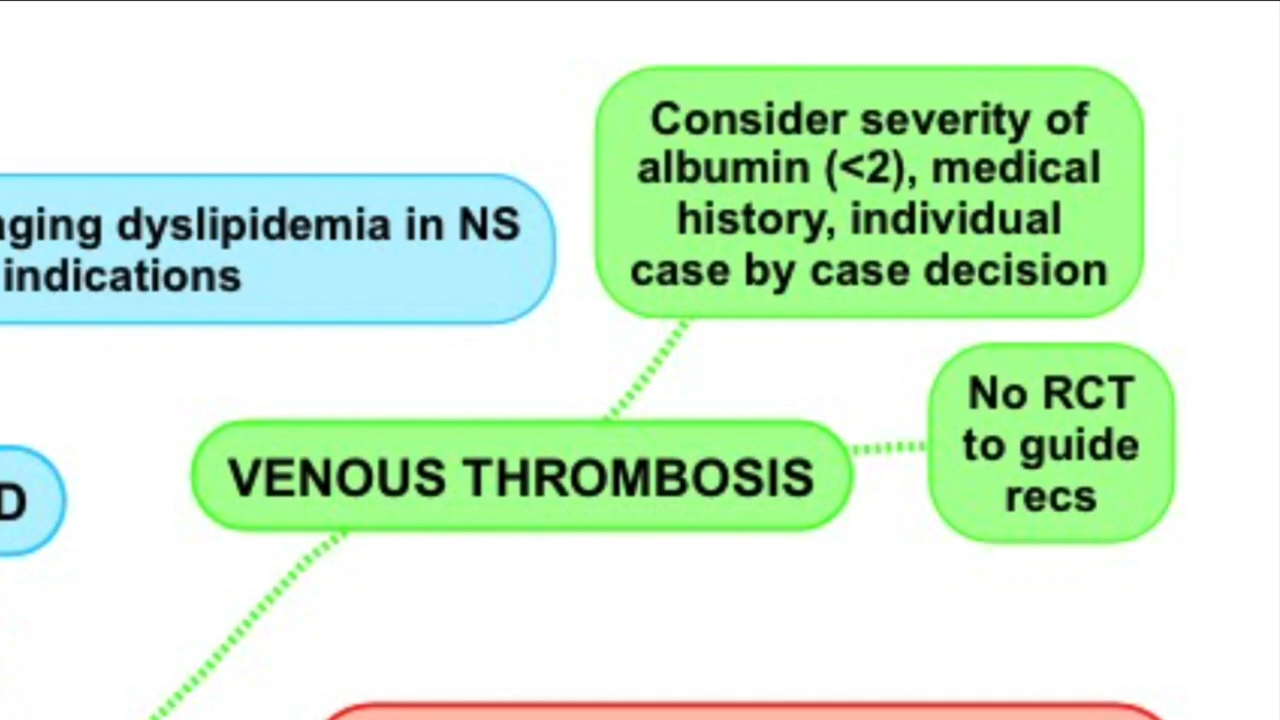 Consider severity of
albumin (<2), medical
history, individual
case by case decision
dyslipidemia in NS
indications
No RCT
to guide
recs
VENOUS THROMBOSIS
D